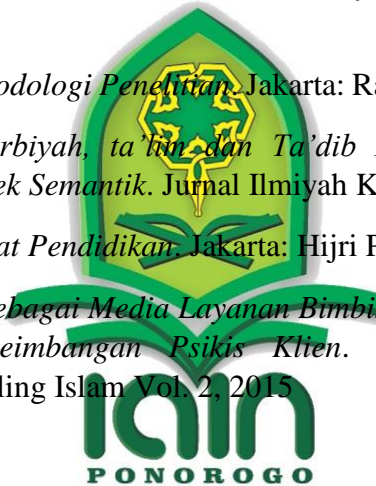 odologi Penelitian. Jakarta: Ra
rbiyah, ta’lim dan Ta’dib
ek Semantik. Jurnal Ilmiyah K
at Pendidikan. Jakarta: Hijri P
ebagai Media Layanan Bimbi
eimbangan Psikis Klien.
ling Islam Vol. 2, 2015
iain
PONOROGO